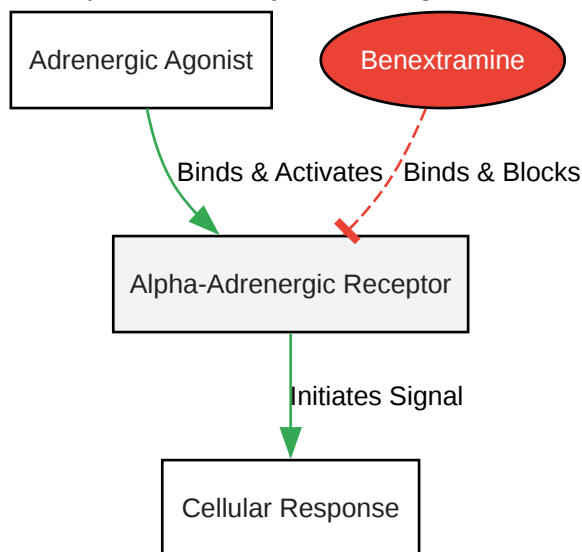 Adrenergic Agonist
Benextramine
Binds & Activates
Binds & Blocks
Alpha-Adrenergic Receptor
Initiates Signal
Cellular Response